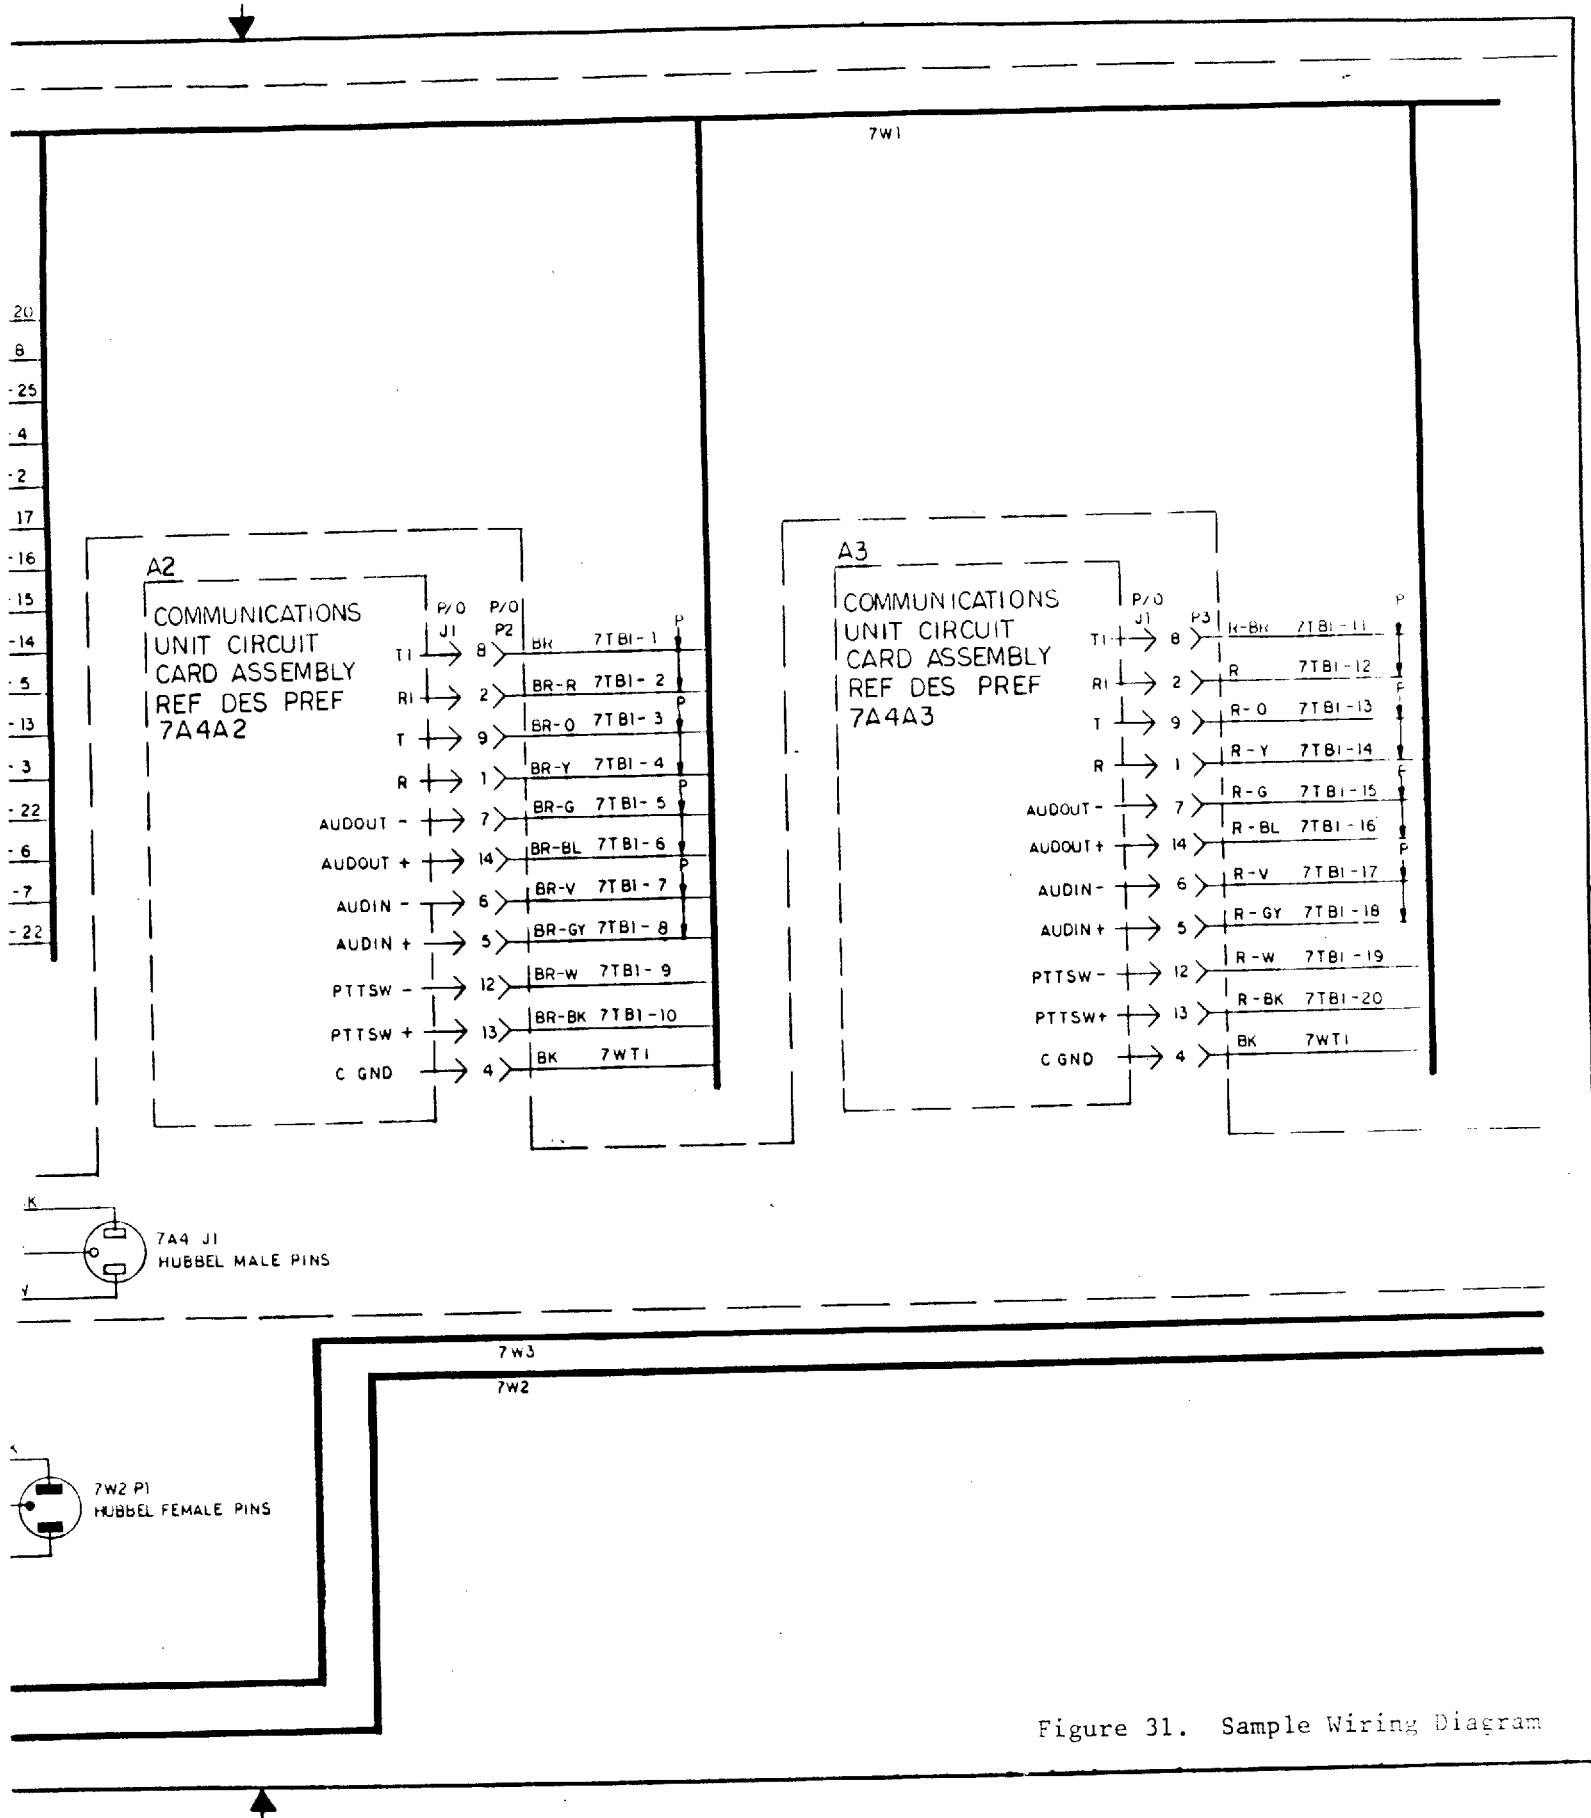 7W1
20
8
-25
-4
-2
17
-16
15
-14
-5
-13
-3
-22
-6
-7
-22
A2
COMMUNICATIONS
UNIT CIRCUIT
CARD ASSEMBLY
REF DES PREF
7A4A2
P/O P/O
J1 P2
P
T1 8 BR 7TB1-1
R1 2 BR-R 7TB1-2
P
T 9 BR-O 7TB1-3
R 1 BR-Y 7TB1-4
P
AUDOUT - 7 BR-G 7TB1-5
AUDOUT + 14 BR-BL 7TB1-6
P
AUDIN - 6 BR-V 7TB1-7
AUDIN + 5 BR-GY 7TB1-8
PTTSW - 12 BR-W 7TB1-9
PTTSW + 13 BR-BK 7TB1-10
C GND 4 BK 7WT1
A3
COMMUNICATIONS
UNIT CIRCUIT
CARD ASSEMBLY
REF DES PREF
7A4A3
P/O
J1 P3
P
T1 8 R-BR 7TB1-11
R1 2 R 7TB1-12
T 9 R-O 7TB1-13
R 1 R-Y 7TB1-14
AUDOUT - 7 R-G 7TB1-15
AUDOUT + 14 R-BL 7TB1-16
P
AUDIN- 6 R-V 7TB1-17
AUDIN+ 5 R-GY 7TB1-18
PTTSW - 12 R-W 7TB1-19
PTTSW+ 13 R-BK 7TB1-20
C GND 4 BK 7WT1
K
7A4 J1
HUBBEL MALE PINS
7W3
7W2
7W2 P1
HUBBEL FEMALE PINS
Figure 31. Sample Wiring Diagram